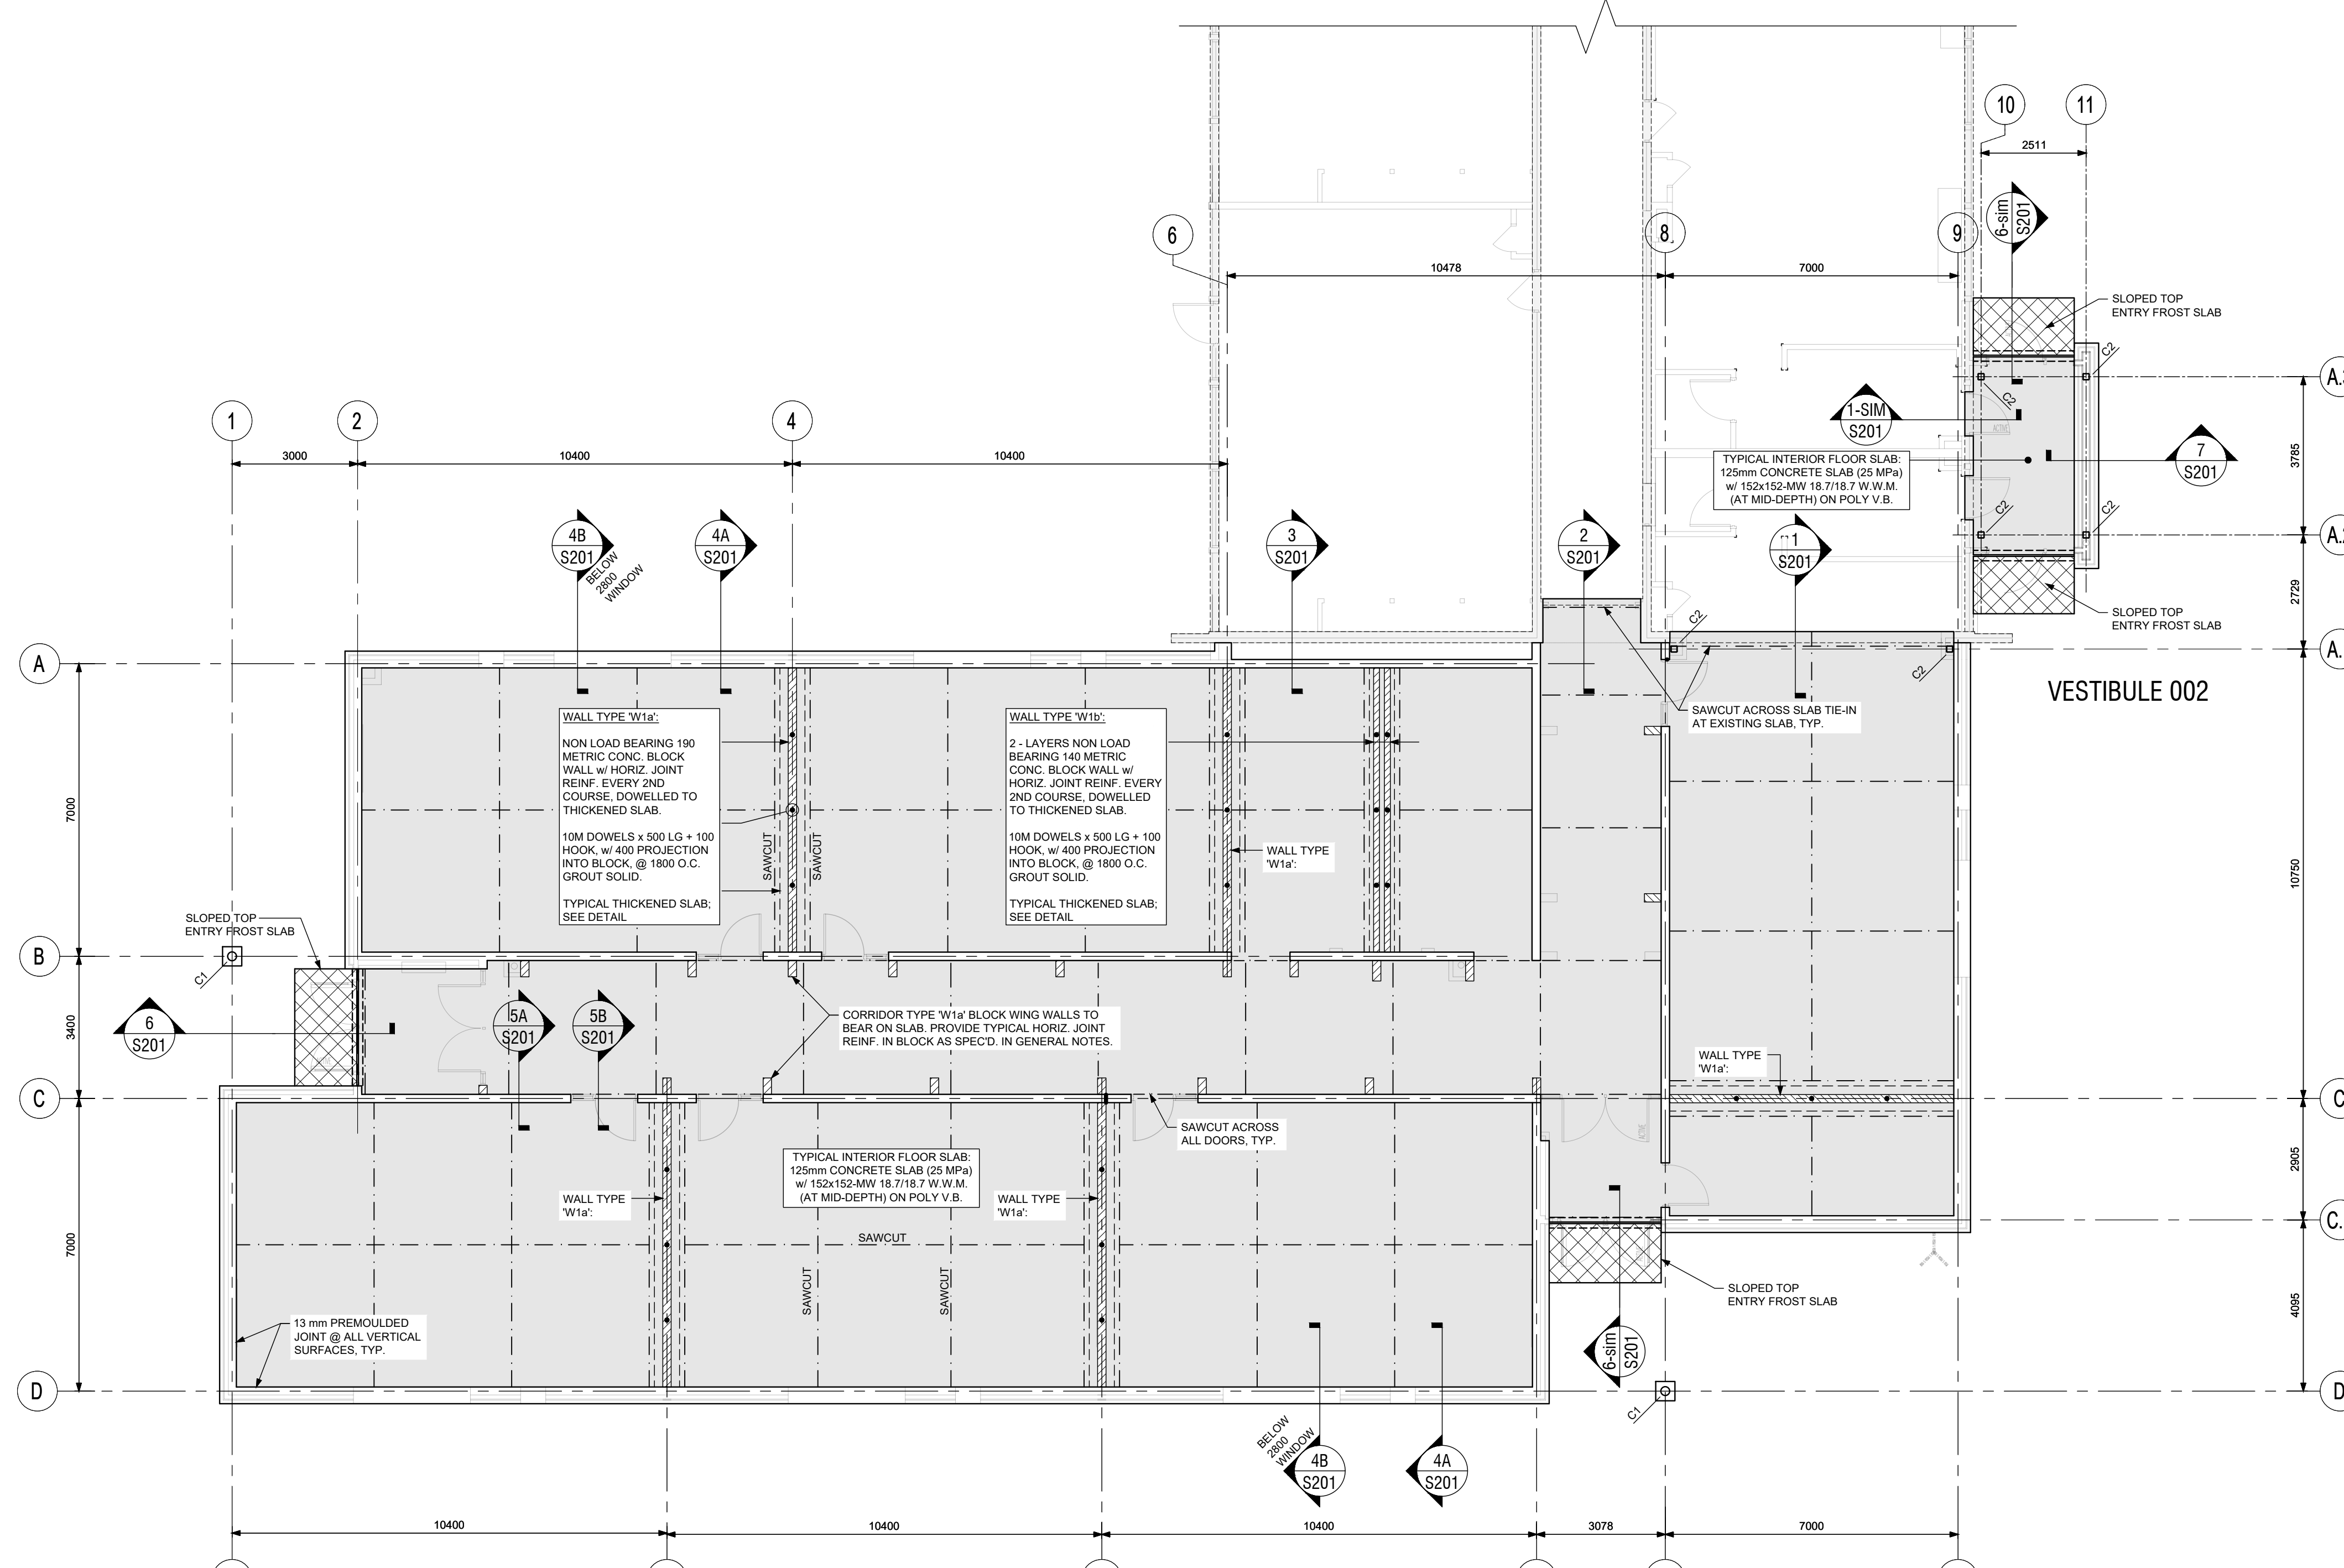 10
11
2511
6-sim
S201
6
8
9
10478
7000
SLOPED TOP
ENTRY FROST SLAB
C2
C2
1-SIM
S201
ACTIVE
3785
7
S201
TYPICAL INTERIOR FLOOR SLAB:
125mm CONCRETE SLAB (25 MPa)
w/ 152x152-MW 18.7/18.7 W.W.M.
(AT MID-DEPTH) ON POLY V.B.
1
2
4
3000
10400
10400
4B
S201
BELOW
2800
WINDOW
4A
S201
3
S201
2
S201
1
S201
C2
C2
2729
SLOPED TOP
ENTRY FROST SLAB
C2
C2
A
VESTIBULE 002
SAWCUT ACROSS SLAB TIE-IN
AT EXISTING SLAB, TYP.
WALL TYPE 'W1a':
NON LOAD BEARING 190
METRIC CONC. BLOCK
WALL w/ HORIZ. JOINT
REINF. EVERY 2ND
COURSE, DOWELLED TO
THICKENED SLAB.
10M DOWELS x 500 LG + 100
HOOK, w/ 400 PROJECTION
INTO BLOCK, @ 1800 O.C.
GROUT SOLID.
TYPICAL THICKENED SLAB;
SEE DETAIL
SAWCUT
SAWCUT
WALL TYPE 'W1b':
2 - LAYERS NON LOAD
BEARING 140 METRIC
CONC. BLOCK WALL w/
HORIZ. JOINT REINF. EVERY
2ND COURSE, DOWELLED
TO THICKENED SLAB.
10M DOWELS x 500 LG + 100
HOOK, w/ 400 PROJECTION
INTO BLOCK, @ 1800 O.C.
GROUT SOLID.
TYPICAL THICKENED SLAB;
SEE DETAIL
WALL TYPE
'W1a':
7000
10750
SLOPED TOP
ENTRY FROST SLAB
B
C1
6
S201
3400
5A
S201
5B
S201
CORRIDOR TYPE 'W1a' BLOCK WING WALLS TO
BEAR ON SLAB. PROVIDE TYPICAL HORIZ. JOINT
REINF. IN BLOCK AS SPEC'D. IN GENERAL NOTES.
WALL TYPE
'W1a':
C
C
SAWCUT ACROSS
ALL DOORS, TYP.
ACTIVE
TYPICAL INTERIOR FLOOR SLAB:
125mm CONCRETE SLAB (25 MPa)
w/ 152x152-MW 18.7/18.7 W.W.M.
(AT MID-DEPTH) ON POLY V.B.
WALL TYPE
'W1a':
WALL TYPE
'W1a':
2905
7000
SAWCUT
SAWCUT
SAWCUT
SLOPED TOP
ENTRY FROST SLAB
4095
13 mm PREMOULDED
JOINT @ ALL VERTICAL
SURFACES, TYP.
6-sim
S201
D
D
C1
BELOW
2800
WINDOW
4B
S201
4A
S201
10400
10400
10400
3078
7000